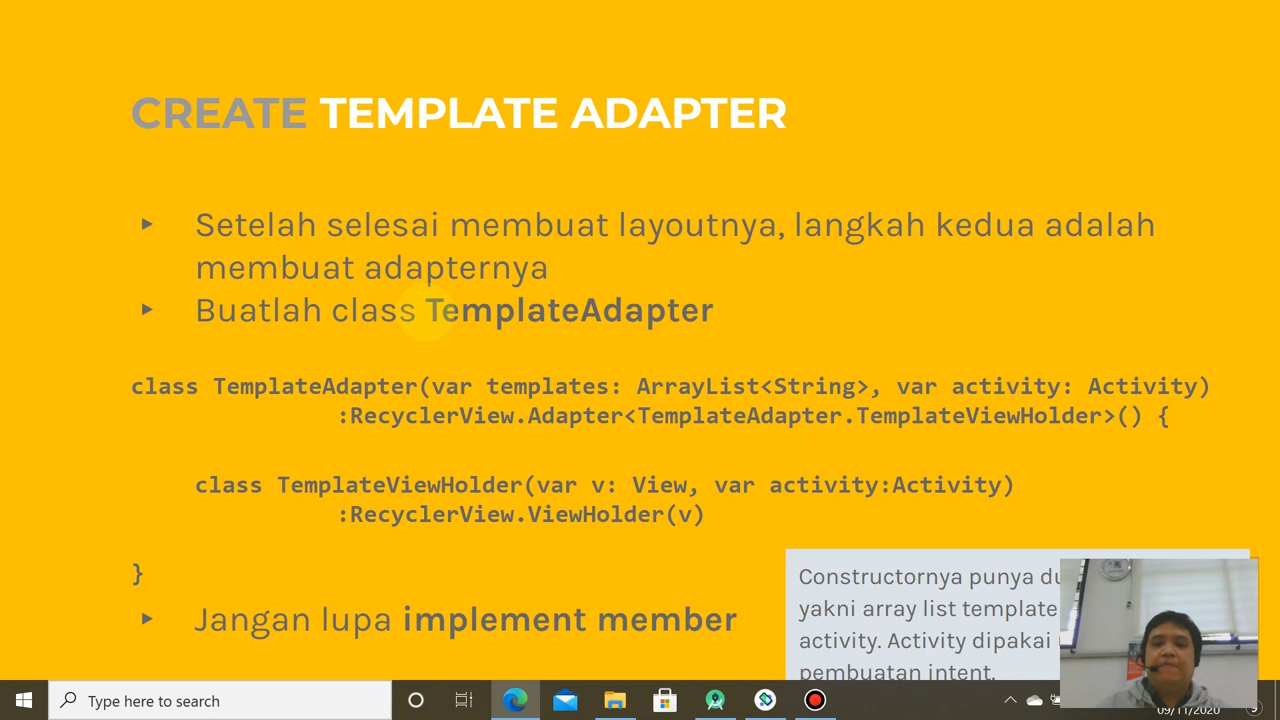 CREATE TEMPLATE ADAPTER
Setelah selesai membuat layoutnya, langkah kedua adalah
membuat adapternya
Buatlah class TemplateAdapter
class TemplateAdapter(var templates: ArrayList<String>, var activity: Activity)
:RecyclerView.Adapter<TemplateAdapter.TemplateViewHolder>() {
class TemplateViewHolder(var v: View, var activity:Activity)
:RecyclerView.ViewHolder(v)
}
Jangan lupa implement member
Constructornya punya
yakni array list template
activity. Activity dipakai
pembuatan intent.
Type here to search
09/11/2020